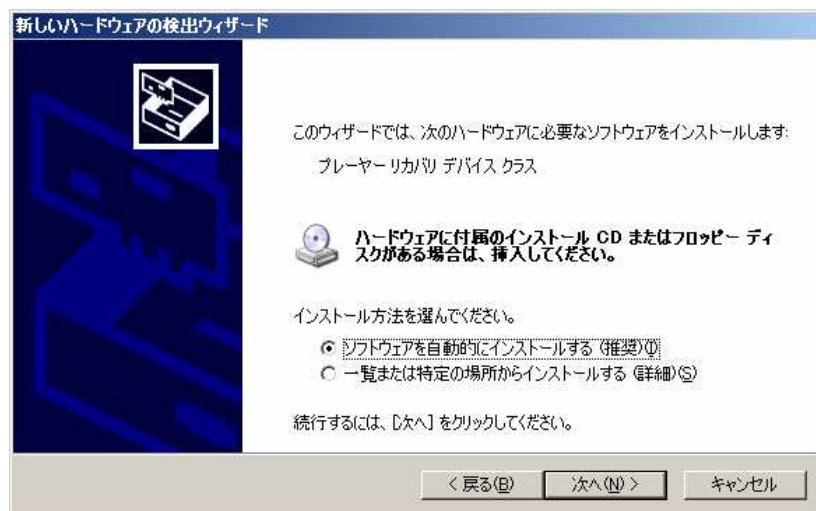 新しいハードウェアの検出ウィザード
このウィザードでは、次のハードウェアに必要なソフトウェアをインストールします:
プレーヤー リカバリ デバイス クラス
ハードウェアに付属のインストール CD またはフロッピー ディ
スクがある場合は、挿入してください。
インストール方法を選んでください。
ソフトウェアを自動的にインストールする (推奨)(I)
一覧または特定の場所からインストールする (詳細)(S)
続行するには、[次へ] をクリックしてください。
< 戻る(B) 次へ(N) > キャンセル